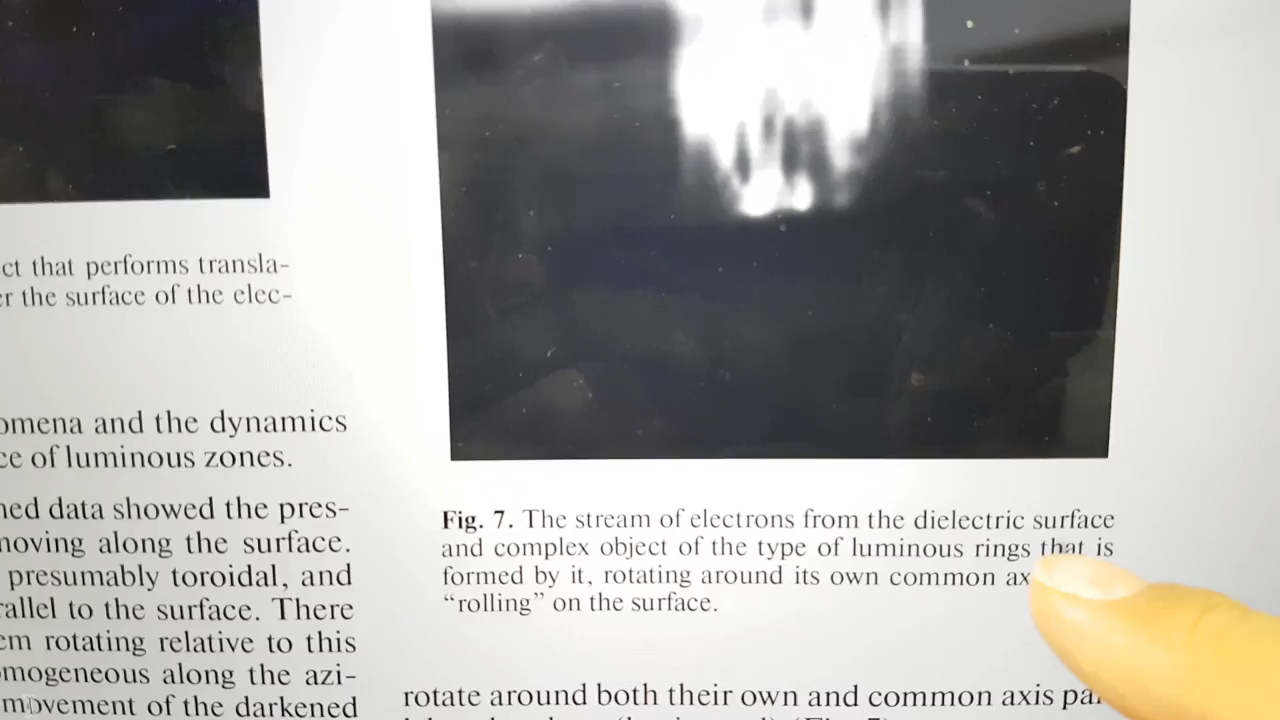 ct that performs transla-
er the surface of the elec-
omena and the dynamics
ce of luminous zones.
ned data showed the pres-
moving along the surface.
presumably toroidal, and
rallel to the surface. There
em rotating relative to this
omogeneous along the azi-
movement of the darkened
Fig. 7. The stream of electrons from the dielectric surface
and complex object of the type of luminous rings that is
formed by it, rotating around its own common ax
“rolling” on the surface.
rotate around both their own and common axis pa